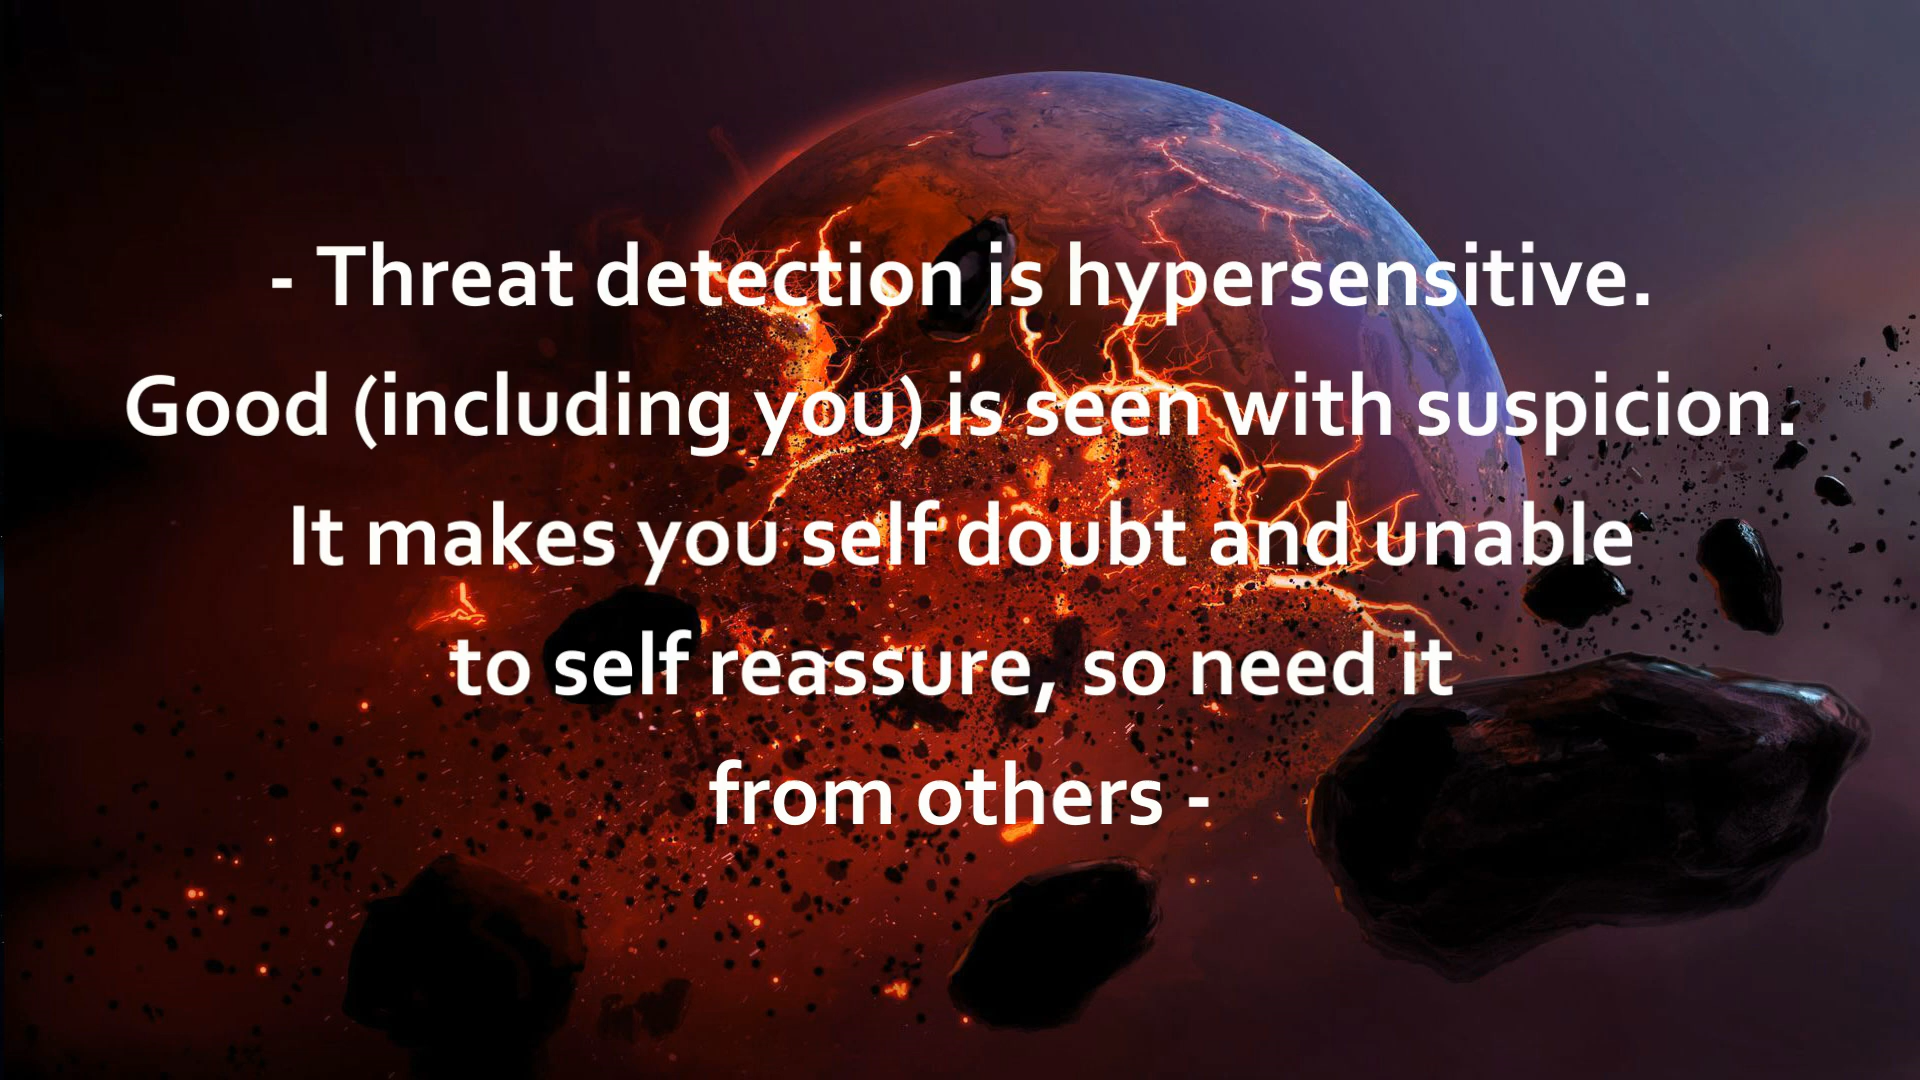 - Threat detection is hypersensitive.
Good (including you) is seen with suspicion.
It makes you self doubt and unable
to self reassure, so need it
from others -